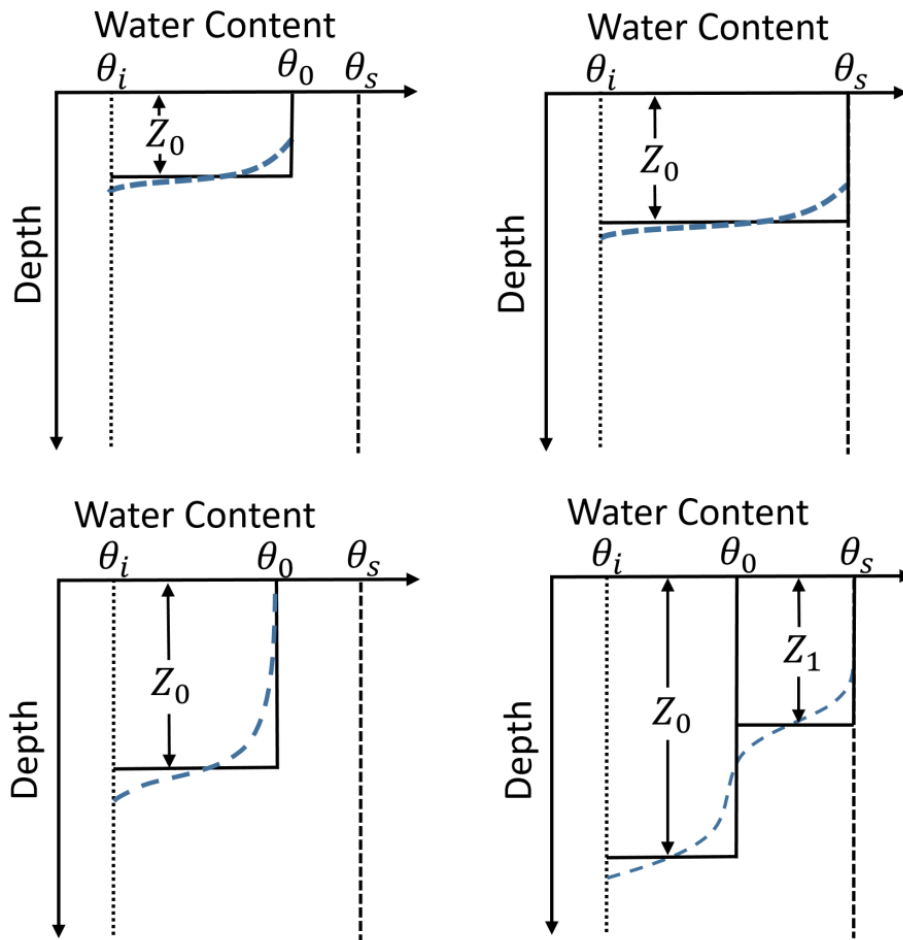 Water Content
θi θ0 θs
Z0
Depth
Water Content
θi θs
Z0
Depth
Water Content
θi θ0 θs
Z0
Depth
Water Content
θi θ0 θs
Z1
Z0
Depth